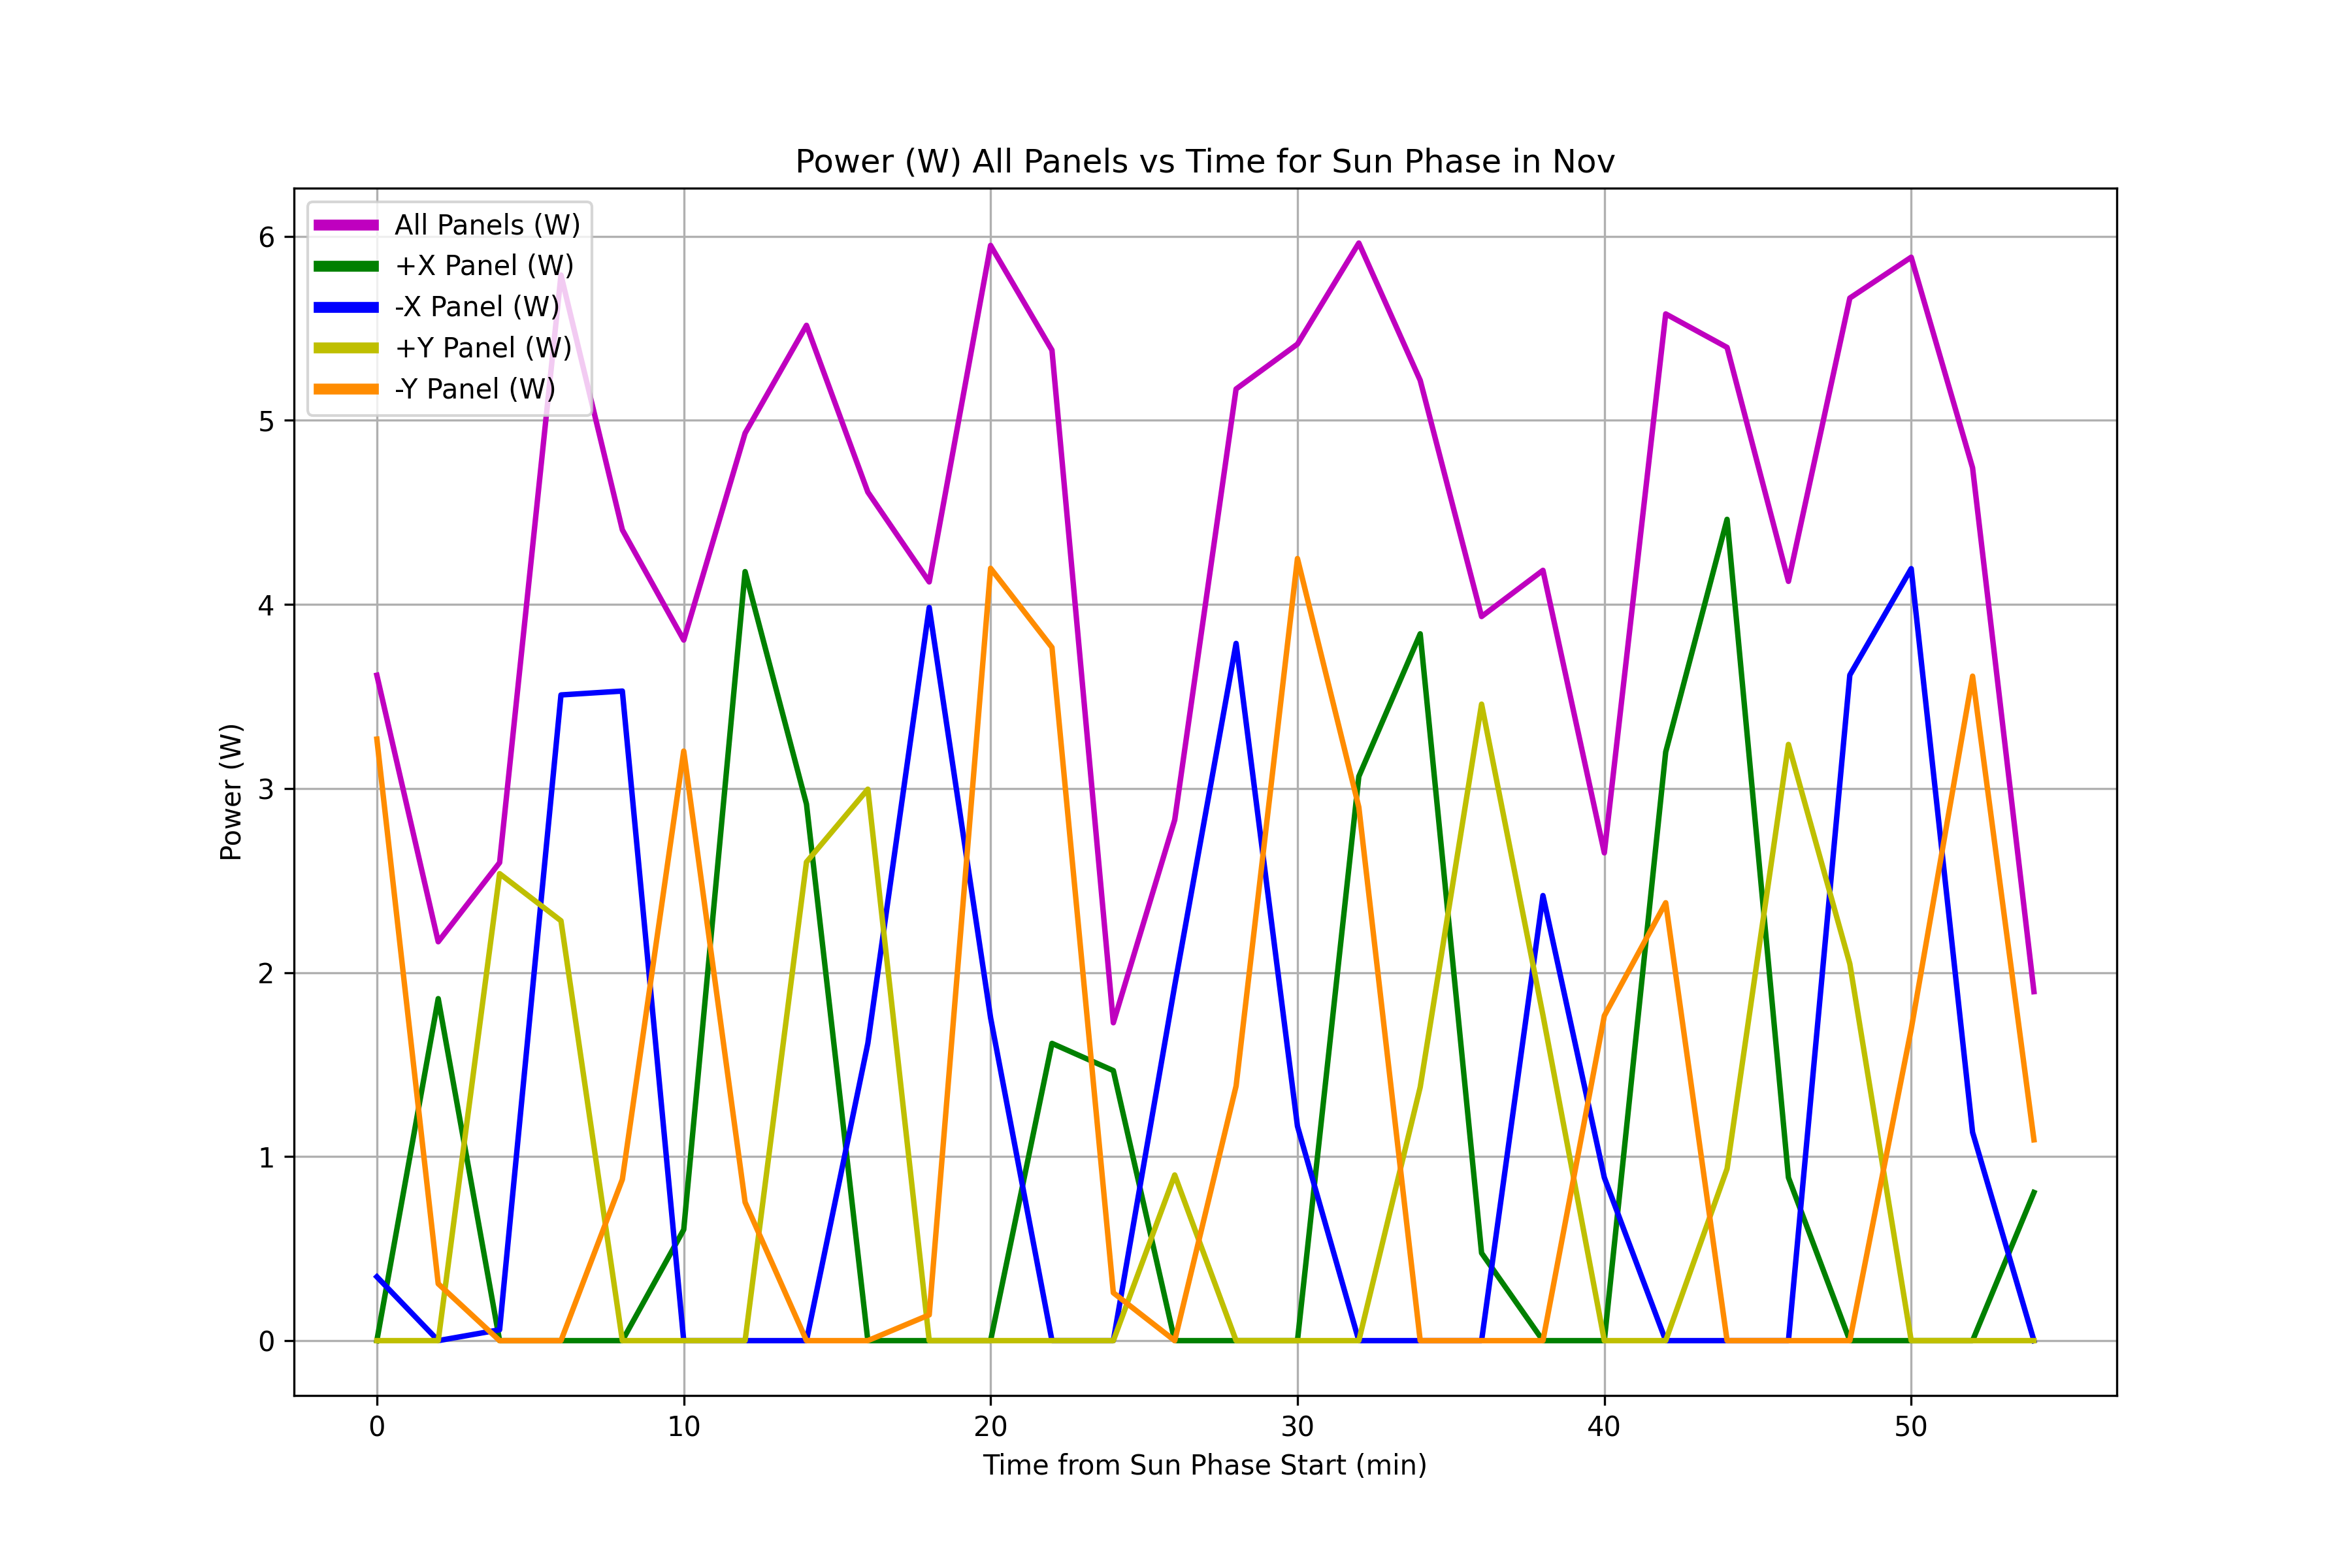 Power (W) All Panels vs Time for Sun Phase in Nov
All Panels (W)
+X Panel (W)
-X Panel (W)
+Y Panel (W)
-Y Panel (W)
6
5
4
3
2
1
0
Power (W)
0 10 20 30 40 50
Time from Sun Phase Start (min)